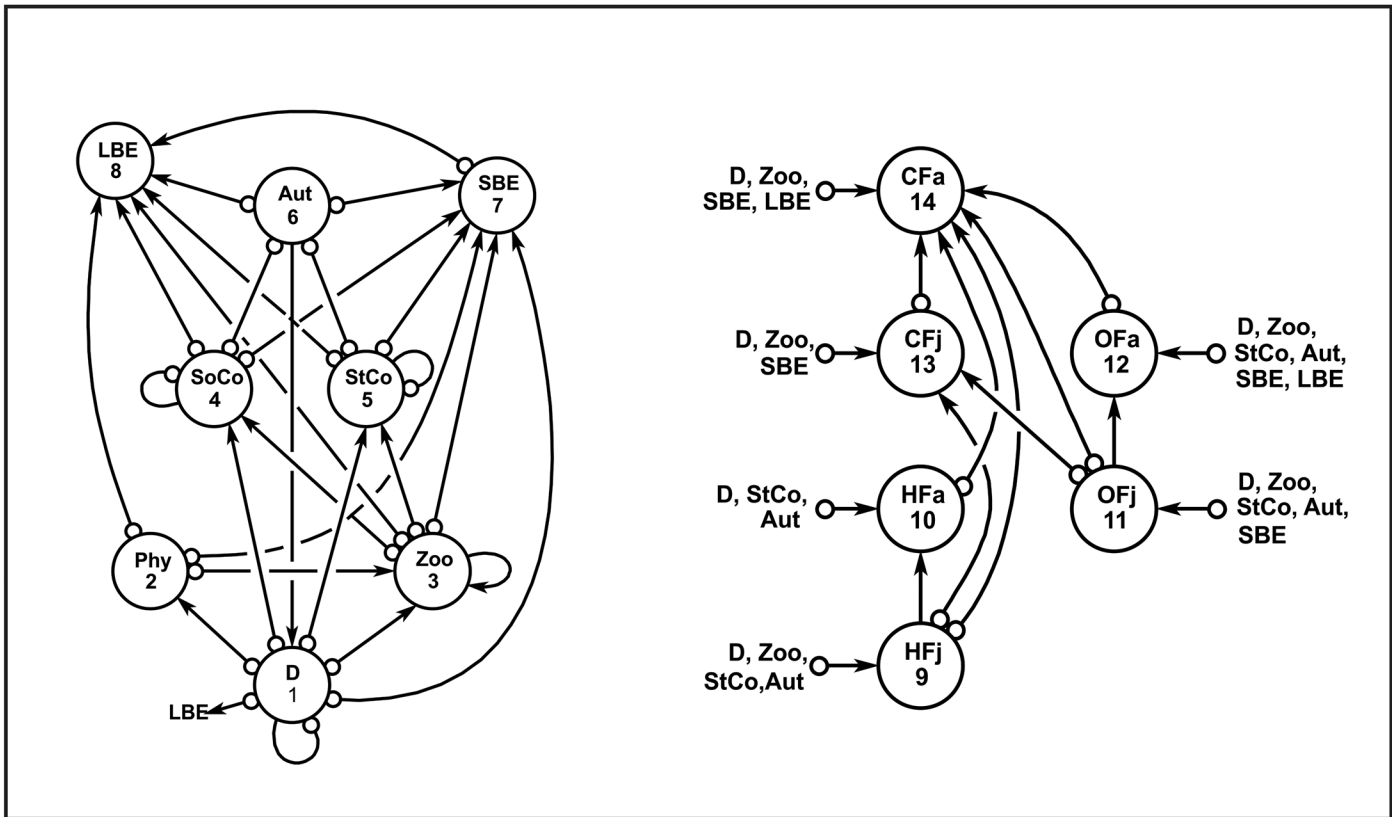 LBE
8
Aut
6
SBE
7
SoCo
4
StCo
5
Phy
2
Zoo
3
D
1
LBE
D, Zoo,
SBE, LBE
CFa
14
D, Zoo,
SBE
CFj
13
OFa
12
D, Zoo,
StCo, Aut,
SBE, LBE
D, StCo,
Aut
HFa
10
OFj
11
D, Zoo,
StCo, Aut,
SBE
D, Zoo,
StCo,Aut
HFj
9